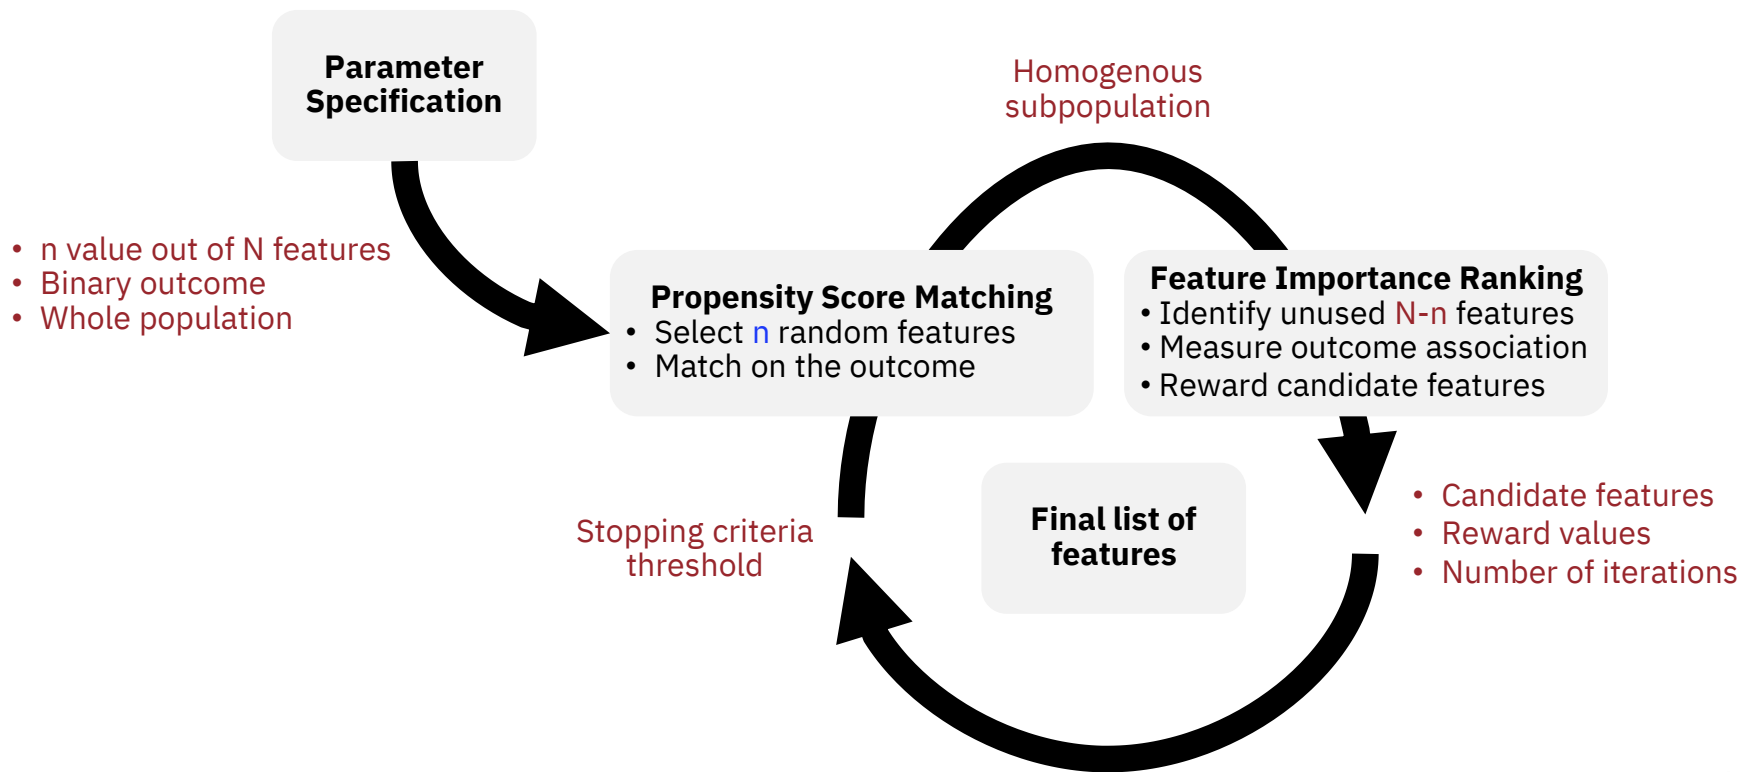 Parameter
Specification
Homogenous
subpopulation
• n value out of N features
• Binary outcome
• Whole population
Propensity Score Matching
• Select n random features
• Match on the outcome
Feature Importance Ranking
• Identify unused N-n features
• Measure outcome association
• Reward candidate features
Stopping criteria
threshold
Final list of
features
• Candidate features
• Reward values
• Number of iterations